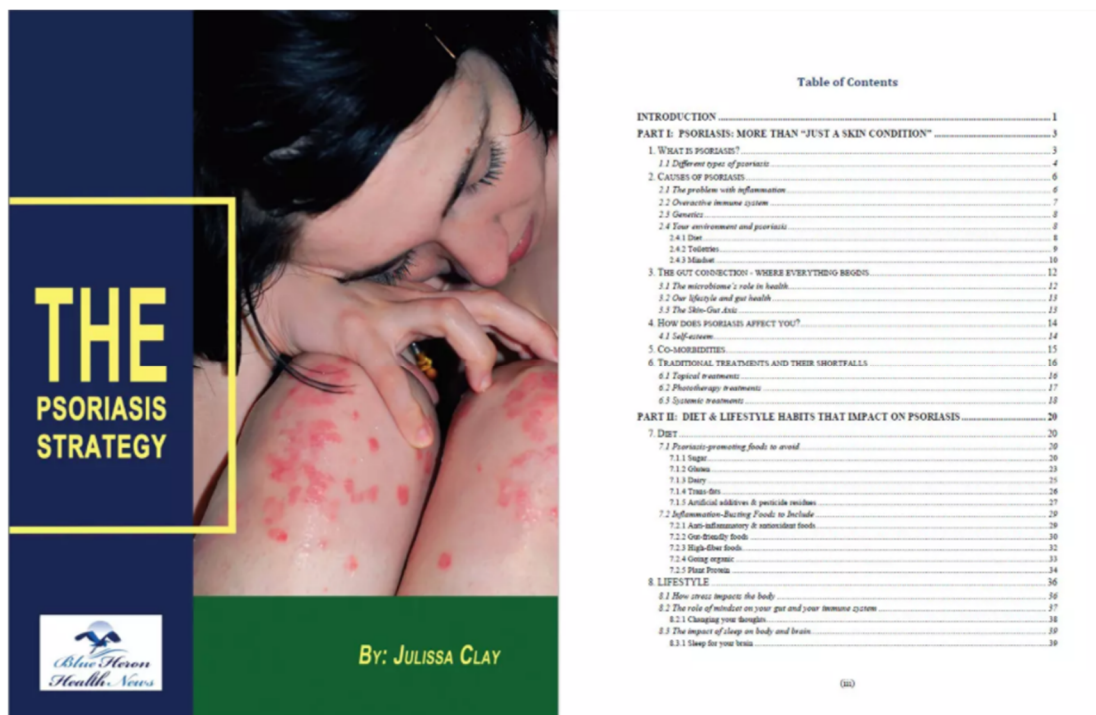 THE
PSORIASIS
STRATEGY
Blue Heron
Health News
BY: JULISSA CLAY
Table of Contents
INTRODUCTION 1
PART I: PSORIASIS: MORE THAN “JUST A SKIN CONDITION” 3
1. WHAT IS PSORIASIS? 3
1.1 Different types of psoriasis 4
2. CAUSES OF PSORIASIS 6
2.1 The problem with inflammation 6
2.2 Overactive immune system 7
2.3 Genetics 8
2.4 Your environment and psoriasis 8
2.4.1 Diet 8
2.4.2 Toiletries 9
2.4.3 Mindset 10
3. THE GUT CONNECTION - WHERE EVERYTHING BEGINS 12
3.1 The microbiome’s role in health 12
3.2 Our lifestyle and gut health 13
3.3 The Skin-Gut Axis 13
4. HOW DOES PSORIASIS AFFECT YOU? 14
4.1 Self-esteem 14
5. CO-MORBIDITIES 15
6. TRADITIONAL TREATMENTS AND THEIR SHORTFALLS 16
6.1 Topical treatments 16
6.2 Phototherapy treatments 17
6.3 Systemic treatments 18
PART II: DIET & LIFESTYLE HABITS THAT IMPACT ON PSORIASIS 20
7. DIET 20
7.1 Psoriasis-promoting foods to avoid 20
7.1.1 Sugar 20
7.1.2 Gluten 23
7.1.3 Dairy 25
7.1.4 Trans-fats 26
7.1.5 Artificial additives & pesticide residues 27
7.2 Inflammation-Busting Foods to Include 29
7.2.1 Anti-inflammatory & antioxidant foods 29
7.2.2 Gut-friendly foods 30
7.2.3 High-fiber foods 32
7.2.4 Going organic 33
7.2.5 Plant Protein 34
8. LIFESTYLE 36
8.1 How stress impacts the body 36
8.2 The role of mindset on your gut and your immune system 37
8.2.1 Changing your thoughts 38
8.3 The impact of sleep on body and brain 39
8.3.1 Sleep for your brain 39
(iii)